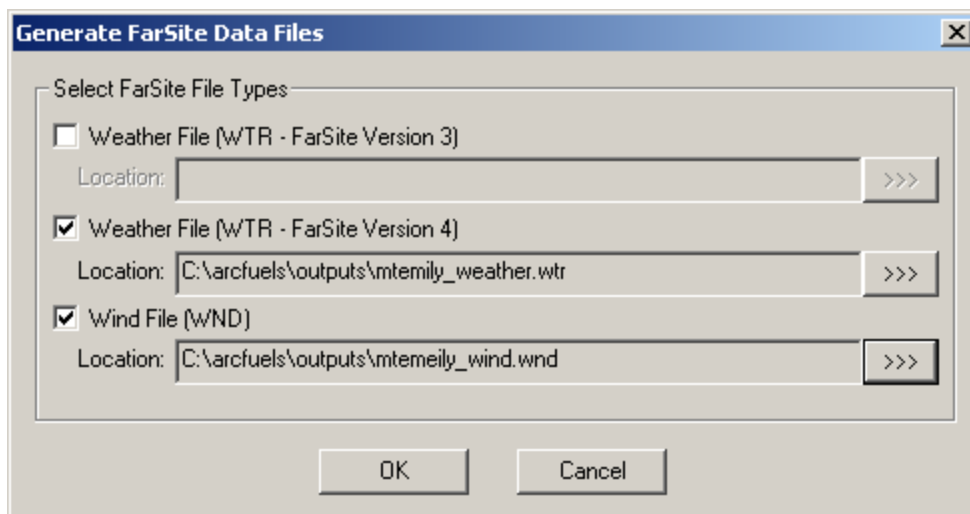 Generate FarSite Data Files
Select FarSite File Types
Weather File (WTR - FarSite Version 3)
Location: >>>
Weather File (WTR - FarSite Version 4)
Location: C:\arcfuels\outputs\mtemily_weather.wtr >>>
Wind File (WND)
Location: C:\arcfuels\outputs\mtemeily_wind.wnd >>>
OK Cancel